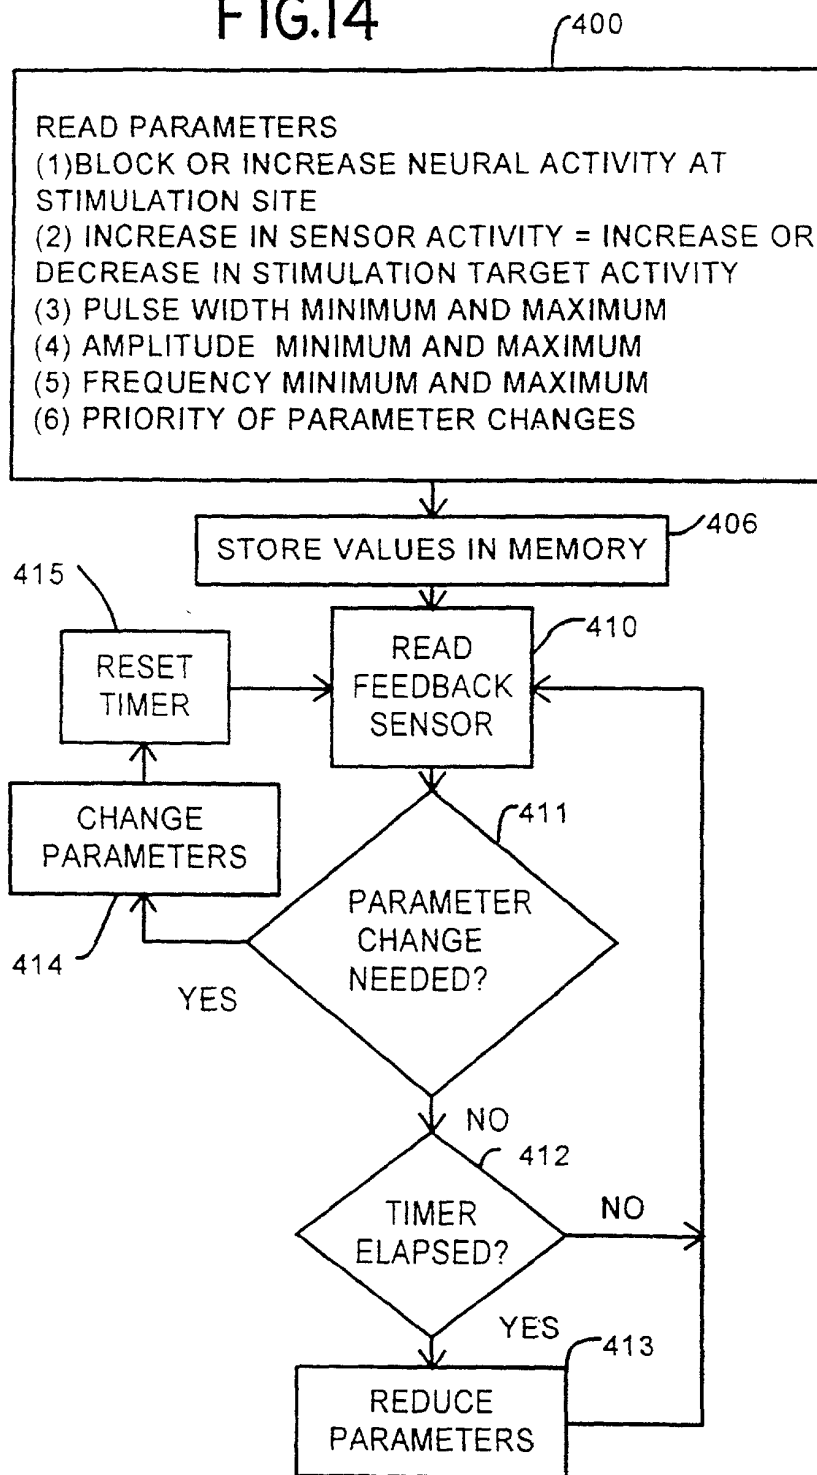 FIG.14
400
READ PARAMETERS
(1)BLOCK OR INCREASE NEURAL ACTIVITY AT
STIMULATION SITE
(2) INCREASE IN SENSOR ACTIVITY = INCREASE OR
DECREASE IN STIMULATION TARGET ACTIVITY
(3) PULSE WIDTH MINIMUM AND MAXIMUM
(4) AMPLITUDE MINIMUM AND MAXIMUM
(5) FREQUENCY MINIMUM AND MAXIMUM
(6) PRIORITY OF PARAMETER CHANGES
406
STORE VALUES IN MEMORY
415
410
RESET
TIMER
READ
FEEDBACK
SENSOR
CHANGE
PARAMETERS
411
PARAMETER
CHANGE
NEEDED?
414
YES
NO
412
TIMER
ELAPSED?
NO
YES
413
REDUCE
PARAMETERS